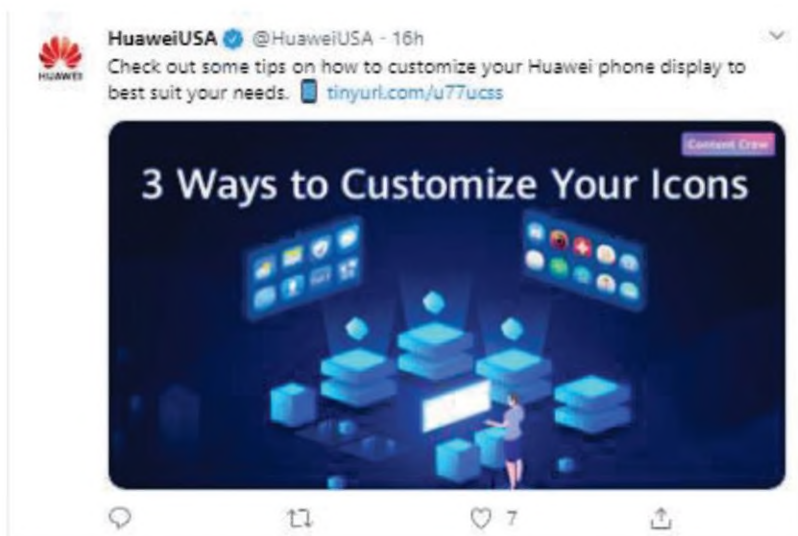 HuaweiUSA @HuaweiUSA - 16h
Check out some tips on how to customize your Huawei phone display to
best suit your needs. tinyurl.com/u77ucss
HUAWEI
Content Crew
3 Ways to Customize Your Icons
7